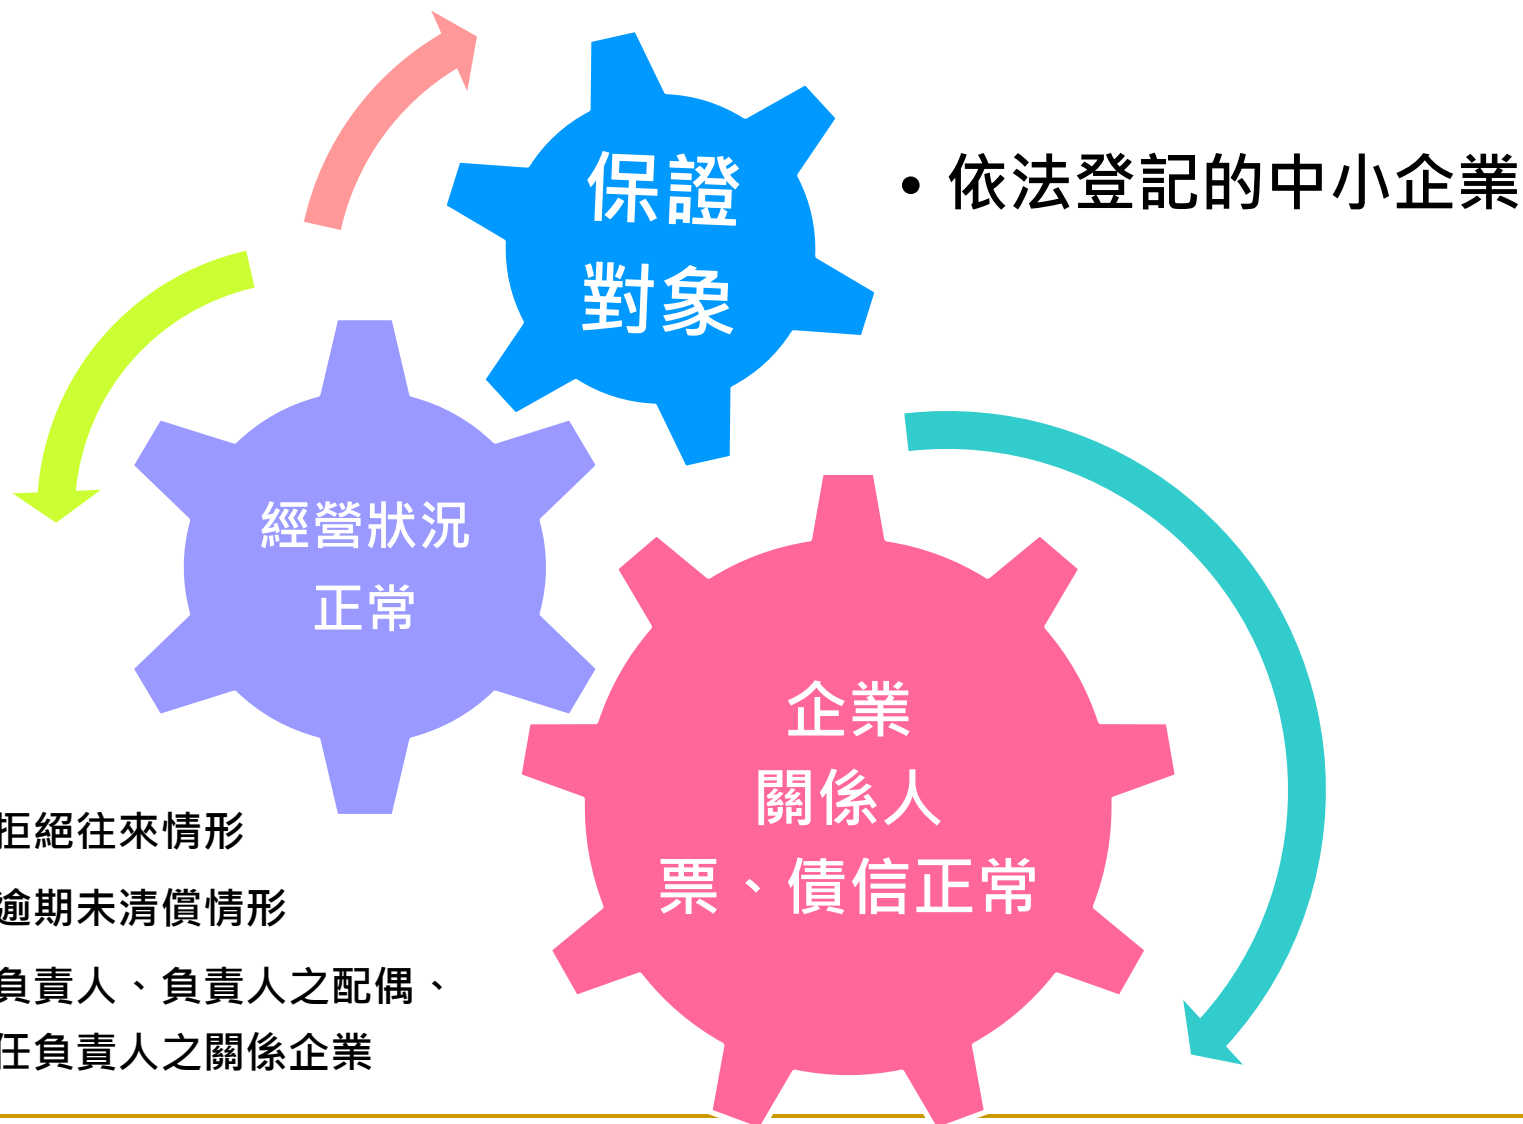 保證
對象
• 依法登記的中小企業
經營狀況
正常
企業
關係人
票、債信正常
拒絕往來情形
逾期未清償情形
負責人、負責人之配偶、
任負責人之關係企業